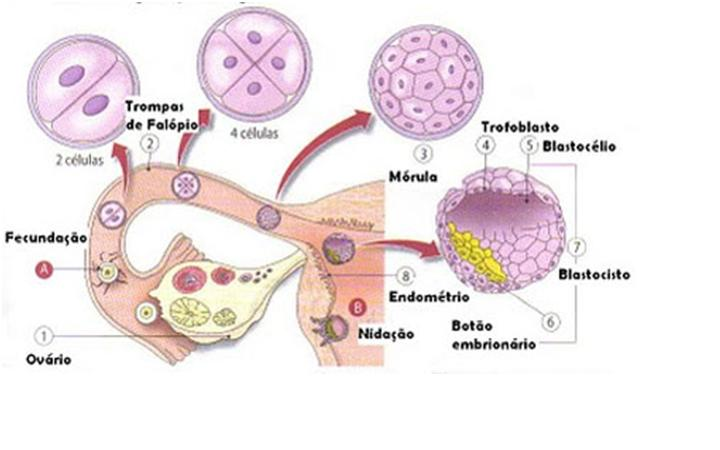 Trompas
de Falópio
2
2 células
4 células
3
Mórula
Trofoblasto
4
5
Blastocélio
7
Blastocisto
6
Botão
embrionário
Fecundação
A
8
Endométrio
B
Nidação
1
Ovário